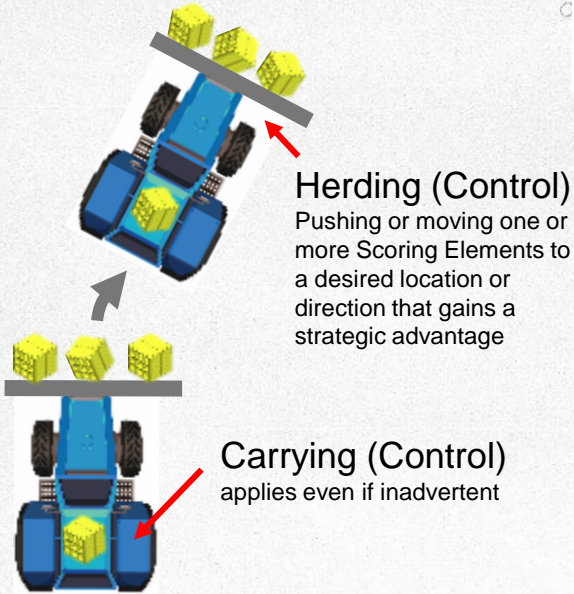 Herding (Control)
Pushing or moving one or
more Scoring Elements to
a desired location or
direction that gains a
strategic advantage
Carrying (Control)
applies even if inadvertent